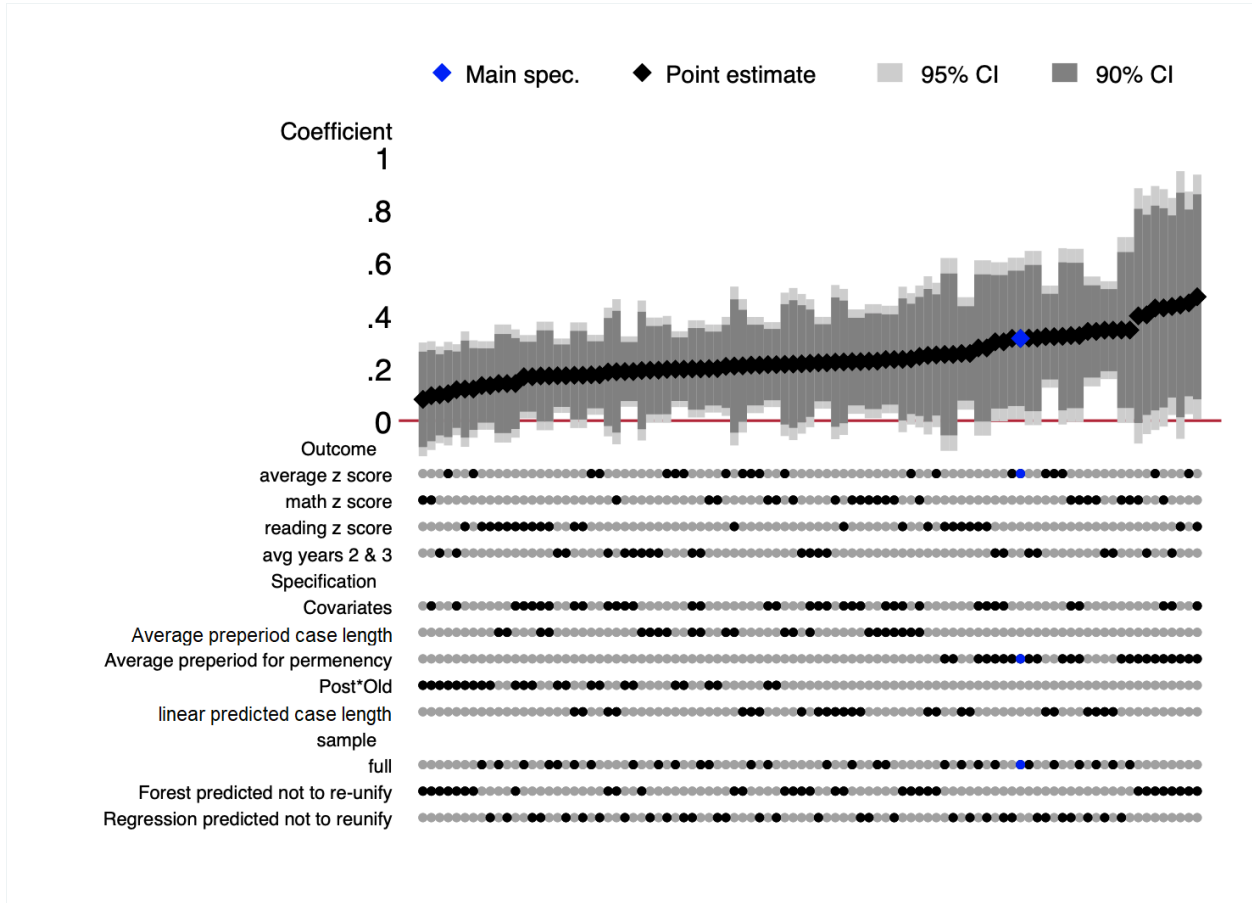 Main spec. Point estimate 95% CI 90% CI
Coefficient
1
.8
.6
.4
.2
0
Outcome
average z score
math z score
reading z score
avg years 2 & 3
Specification
Covariates
Average preperiod case length
Average preperiod for permenency
Post*Old
linear predicted case length
sample
full
Forest predicted not to re-unify
Regression predicted not to reunify